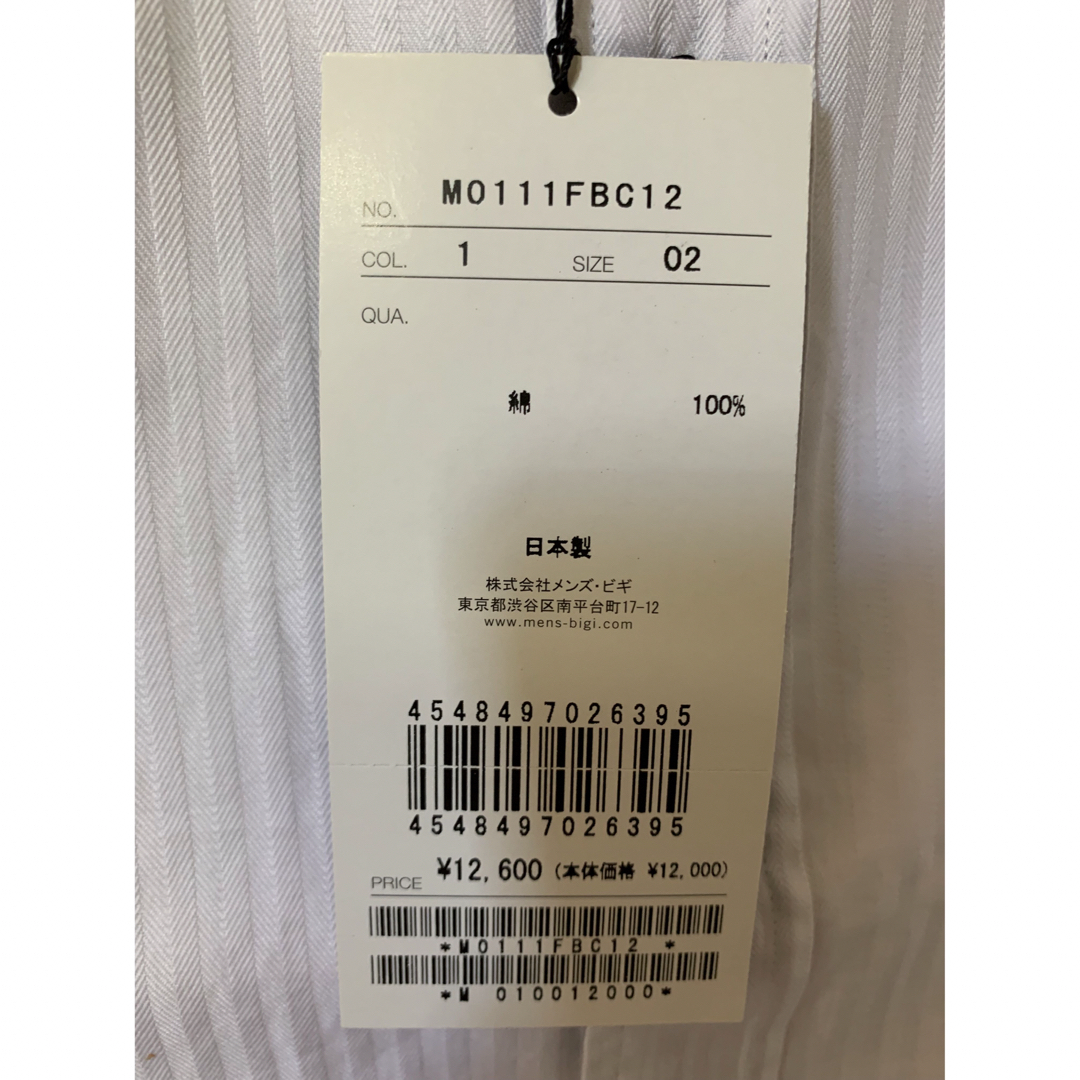 NO. M0111FBC12
COL. 1 SIZE 02
QUA.
綿 100%
日本製
株式会社メンズ・ビギ
東京都渋谷区南平台町17-12
www.mens-bigi.com
4548497026395
4548497026395
PRICE ¥12,600 (本体価格 ¥12,000)
*M0111FBC12 *
*M 010012000*